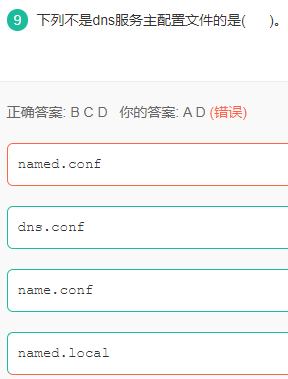 9 下列不是dns服务主配置文件的是(      )。
正确答案: B C D   你的答案: A D (错误)
named.conf
dns.conf
name.conf
named.local